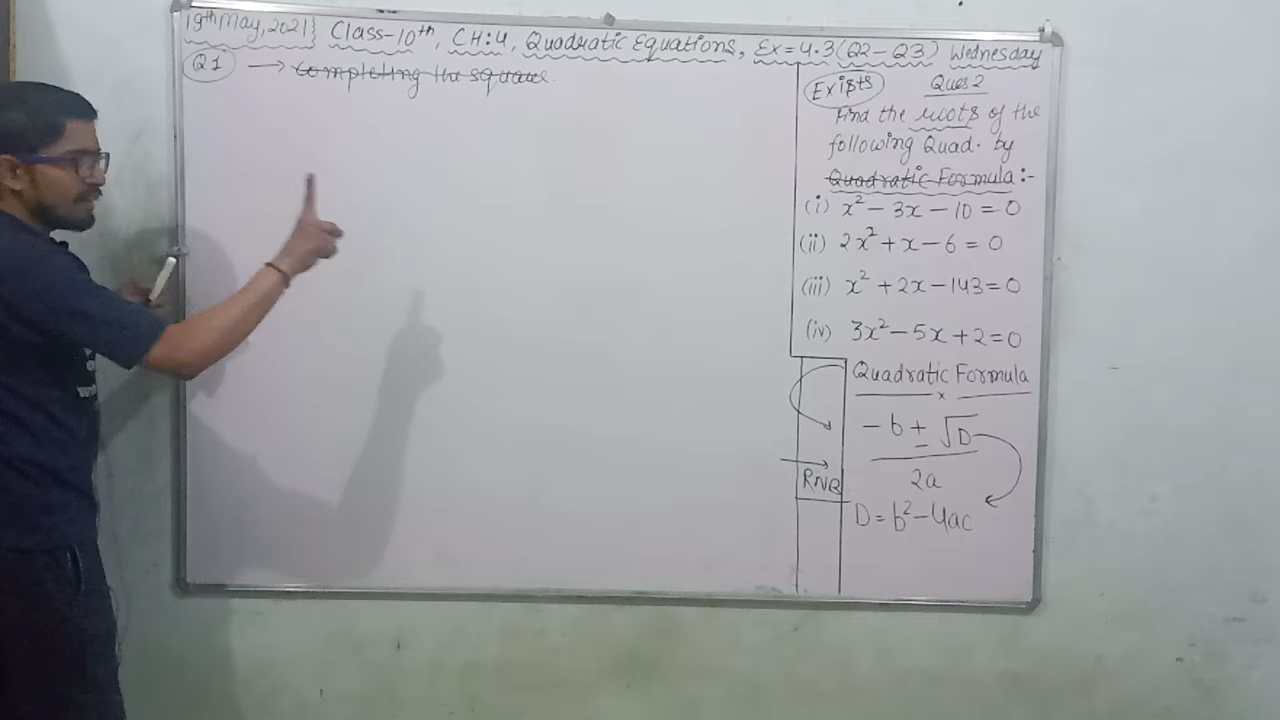 19th May, 2021} Class-10th, CH:4, Quadratic Equations, Ex=4.3(Q2-Q3) Wednesday
Q1 → Completing the square
Exists Ques 2
Find the roots of the
following Quad. by
Quadratic Formula:-
(i) x² - 3x - 10 = 0
(ii) 2x² + x - 6 = 0
(iii) x² + 2x - 143 = 0
(iv) 3x² - 5x + 2 = 0
Quadratic Formula
x
-b ± √D
2a
RNB
D = b² - 4ac